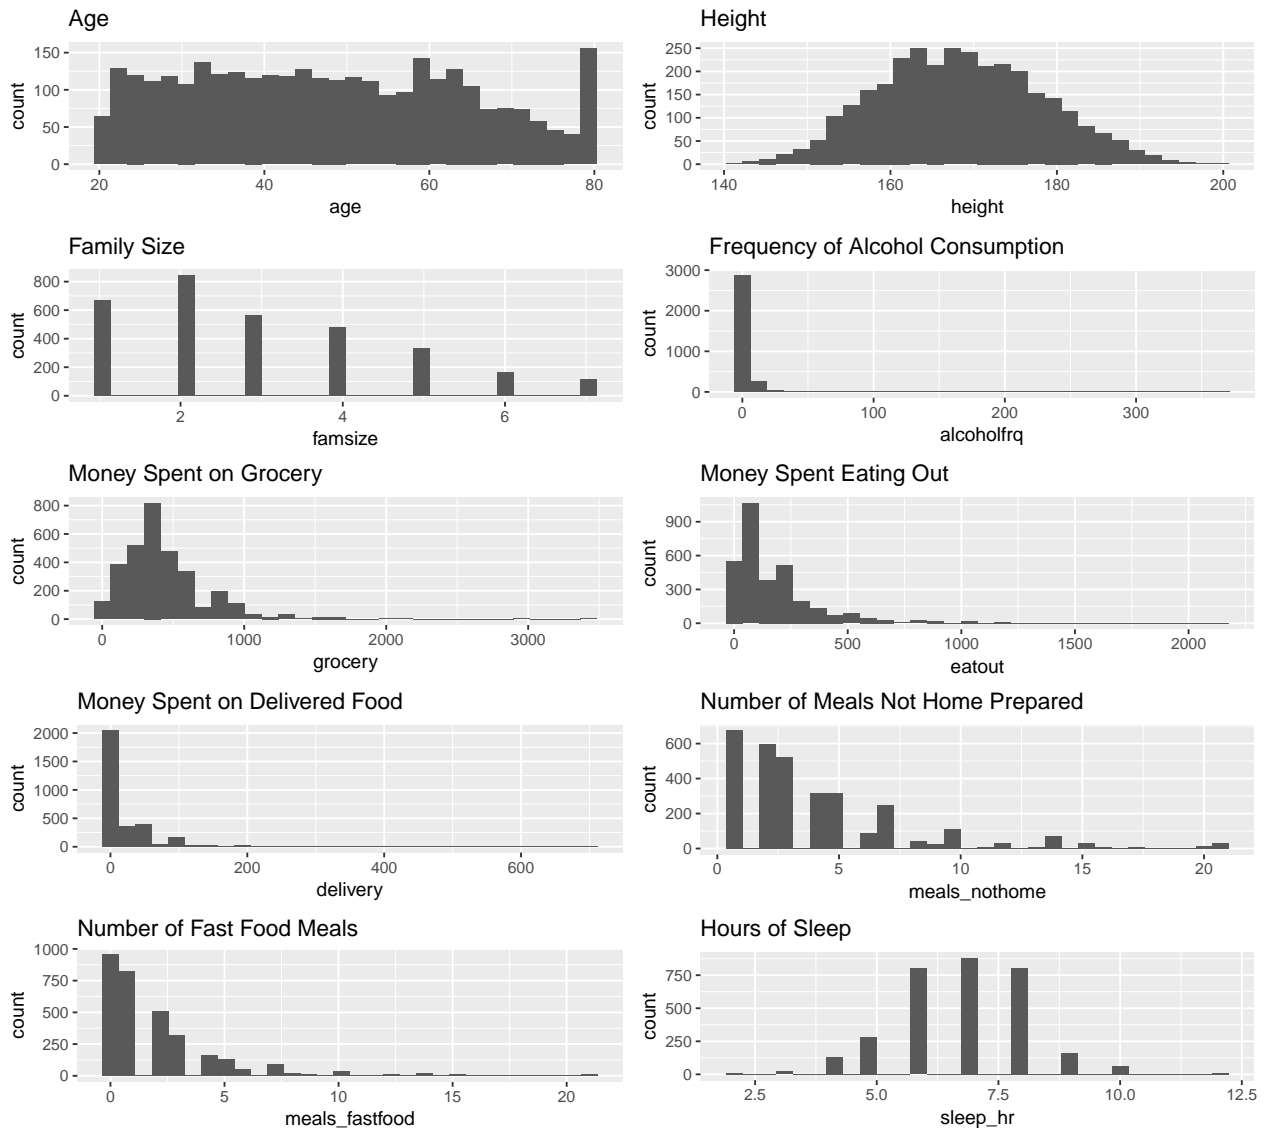 Age
150
100
50
0
count
20
40
60
80
age
Height
250
200
150
100
50
0
count
140
160
180
200
height
Family Size
800
600
400
200
0
count
2
4
6
famsize
Frequency of Alcohol Consumption
3000
2000
1000
0
count
0
100
200
300
alcoholfrq
Money Spent on Grocery
800
600
400
200
0
count
0
1000
2000
3000
grocery
Money Spent Eating Out
900
600
300
0
count
0
500
1000
1500
2000
eatout
Money Spent on Delivered Food
2000
1500
1000
500
0
count
0
200
400
600
delivery
Number of Meals Not Home Prepared
600
400
200
0
count
0
5
10
15
20
meals_nothome
Number of Fast Food Meals
1000
750
500
250
0
count
0
5
10
15
20
meals_fastfood
Hours of Sleep
750
500
250
0
count
2.5
5.0
7.5
10.0
12.5
sleep_hr